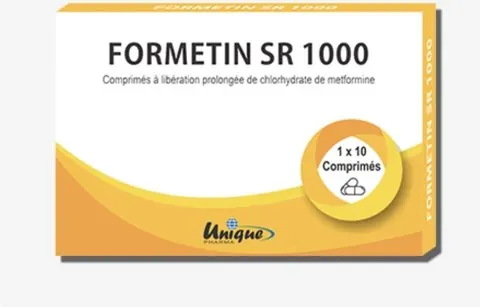 FORMETIN SR 1000
Comprimés à libération prolongée de chlorhydrate de metformine
1 x 10
Comprimés
Unique
PHARMA
FORMETIN SR 1000